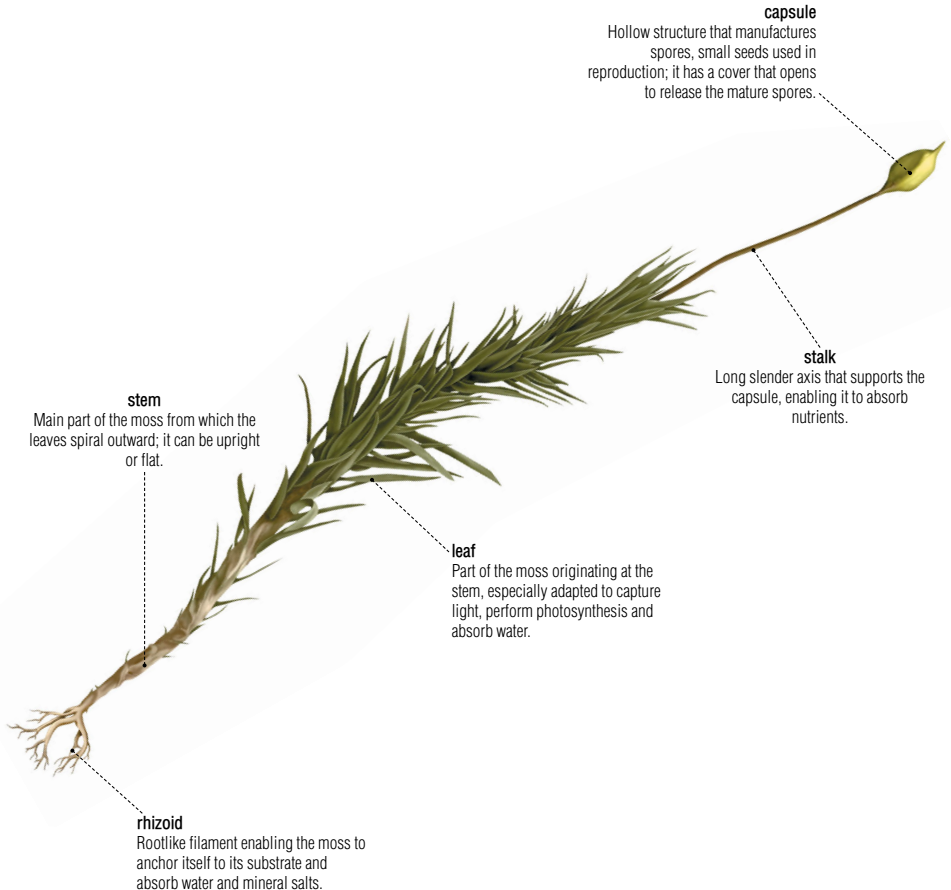 capsule
Hollow structure that manufactures
spores, small seeds used in
reproduction; it has a cover that opens
to release the mature spores.
stalk
Long slender axis that supports the
capsule, enabling it to absorb
nutrients.
stem
Main part of the moss from which the
leaves spiral outward; it can be upright
or flat.
leaf
Part of the moss originating at the
stem, especially adapted to capture
light, perform photosynthesis and
absorb water.
rhizoid
Rootlike filament enabling the moss to
anchor itself to its substrate and
absorb water and mineral salts.